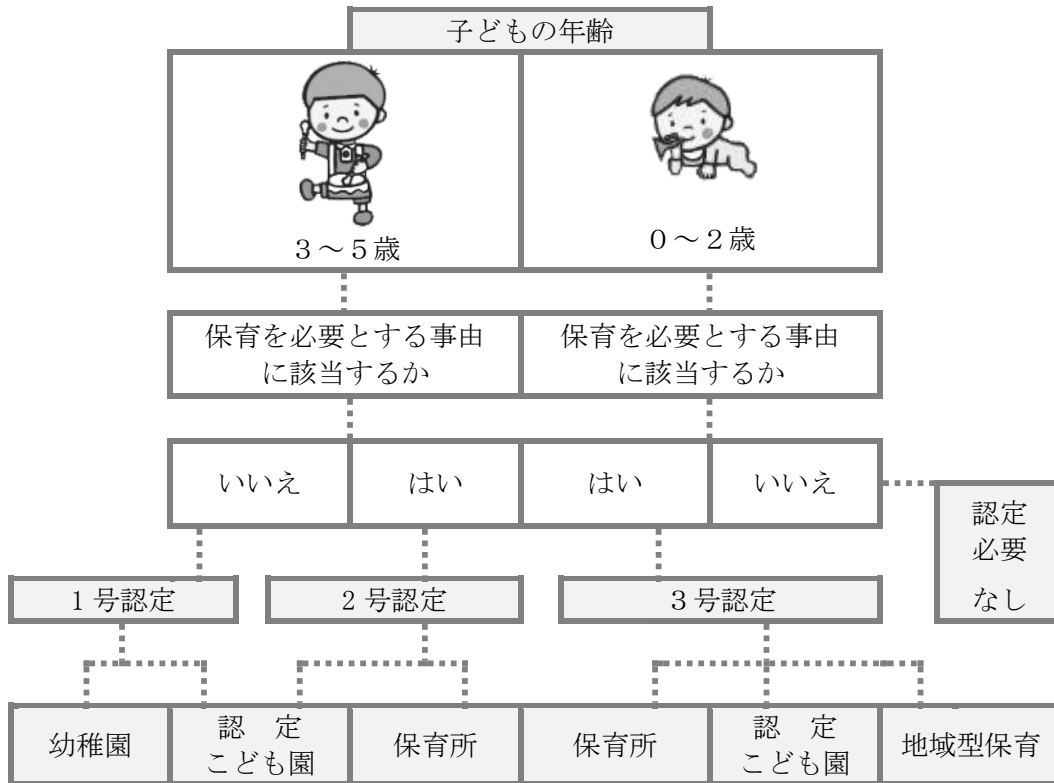 子どもの年齢
3～5歳
0～2歳
保育を必要とする事由
に該当するか
保育を必要とする事由
に該当するか
いいえ
はい
はい
いいえ
認定
必要
なし
1号認定
2号認定
3号認定
幼稚園
認 定
こども園
保育所
保育所
認 定
こども園
地域型保育